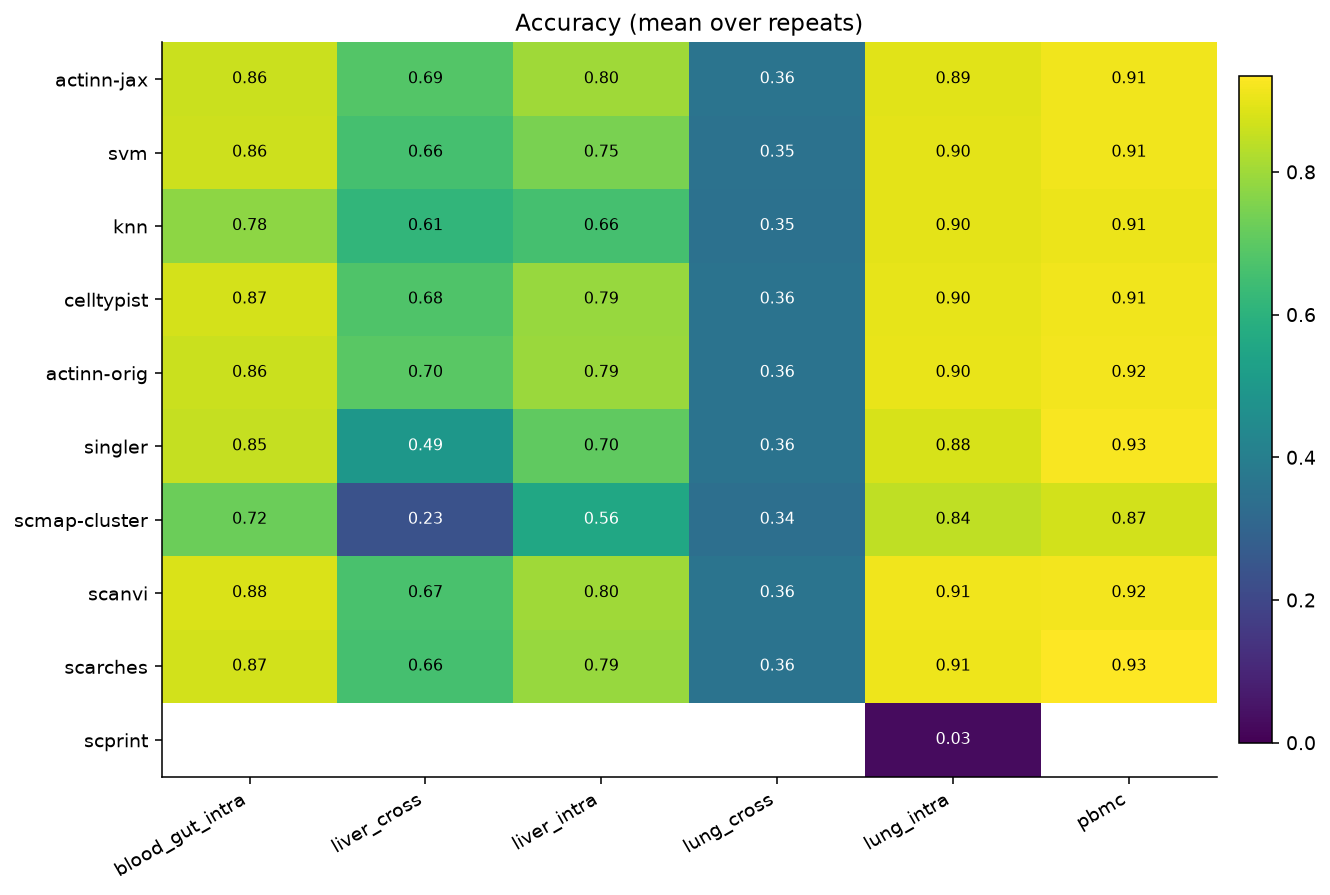 Accuracy (mean over repeats)
actinn-jax 0.86 0.69 0.80 0.36 0.89 0.91
svm 0.86 0.66 0.75 0.35 0.90 0.91
knn 0.78 0.61 0.66 0.35 0.90 0.91
celltypist 0.87 0.68 0.79 0.36 0.90 0.91
actinn-orig 0.86 0.70 0.79 0.36 0.90 0.92
singler 0.85 0.49 0.70 0.36 0.88 0.93
scmap-cluster 0.72 0.23 0.56 0.34 0.84 0.87
scanvi 0.88 0.67 0.80 0.36 0.91 0.92
scarches 0.87 0.66 0.79 0.36 0.91 0.93
scprint 0.03
blood_gut_intra liver_cross liver_intra lung_cross lung_intra pbmc
0.8
0.6
0.4
0.2
0.0